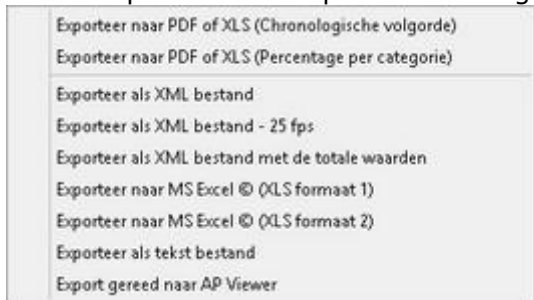 Exporteer naar PDF of XLS (Chronologische volgorde)
Exporteer naar PDF of XLS (Percentage per categorie)
Exporteer als XML bestand
Exporteer als XML bestand - 25 fps
Exporteer als XML bestand met de totale waarden
Exporteer naar MS Excel © (XLS formaat 1)
Exporteer naar MS Excel © (XLS formaat 2)
Exporteer als tekst bestand
Export gereed naar AP Viewer